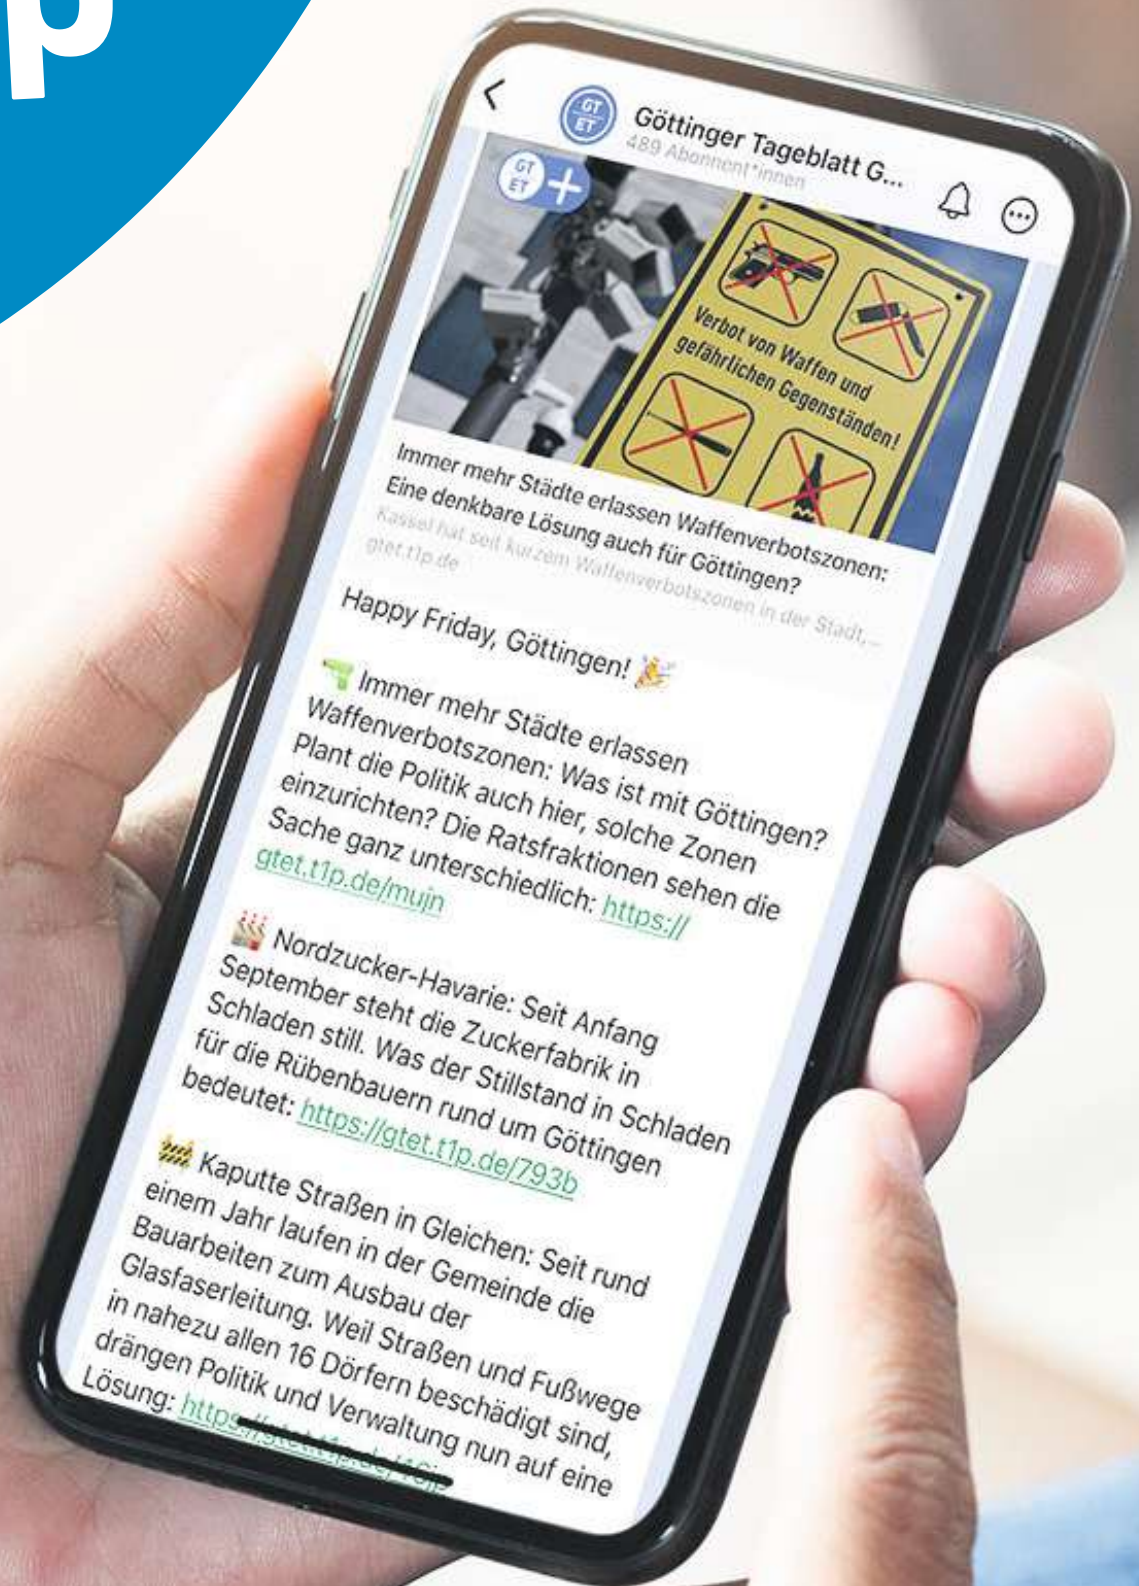 p
GT
ET
Göttinger Tageblatt G...
489 Abonnent*innen
GT
ET +
Verbot von Waffen und
gefährlichen Gegenständen!
Immer mehr Städte erlassen Waffenverbotszonen:
Eine denkbare Lösung auch für Göttingen?
Kassel hat seit kurzem Waffenverbotszonen in der Stadt,...
gtet.t1p.de
Happy Friday, Göttingen! 🎉
🔫 Immer mehr Städte erlassen
Waffenverbotszonen: Was ist mit Göttingen?
Plant die Politik auch hier, solche Zonen
einzurichten? Die Ratsfraktionen sehen die
Sache ganz unterschiedlich: https://
gtet.t1p.de/mujn
🏭 Nordzucker-Havarie: Seit Anfang
September steht die Zuckerfabrik in
Schladen still. Was der Stillstand in Schladen
für die Rübenbauern rund um Göttingen
bedeutet: https://gtet.t1p.de/793b
🚧 Kaputte Straßen in Gleichen: Seit rund
einem Jahr laufen in der Gemeinde die
Bauarbeiten zum Ausbau der
Glasfaserleitung. Weil Straßen und Fußwege
in nahezu allen 16 Dörfern beschädigt sind,
drängen Politik und Verwaltung nun auf eine
Lösung: